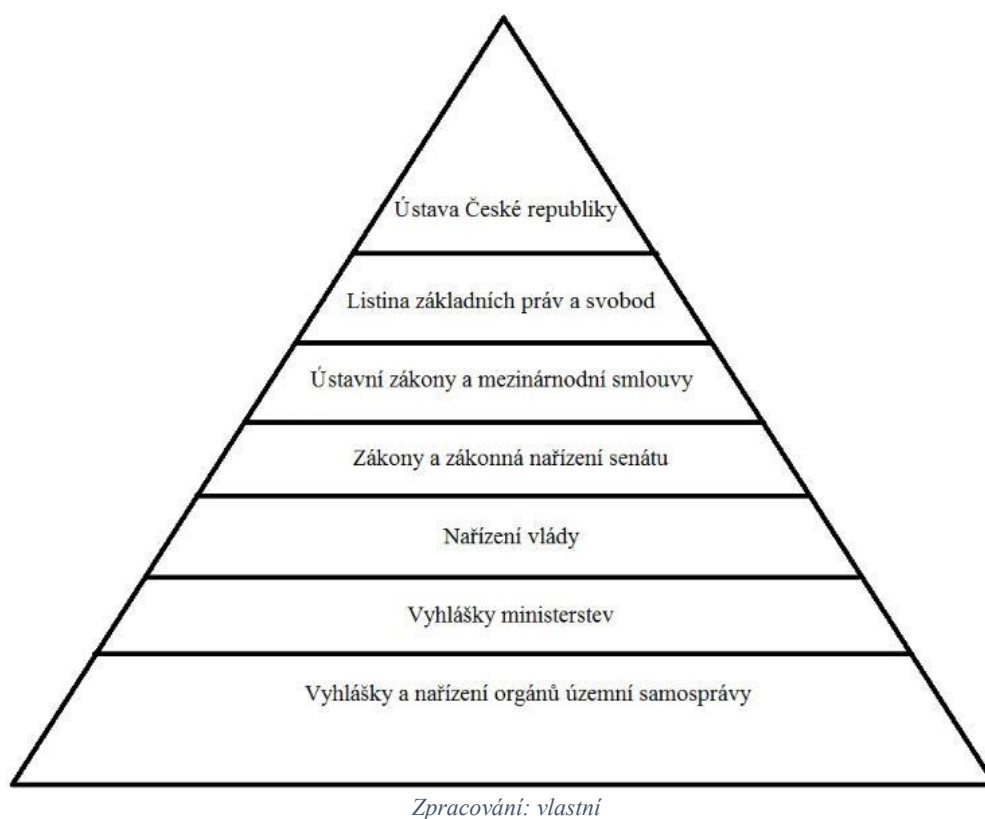 Ústava České republiky
Listina základních práv a svobod
Ústavní zákony a mezinárnodní smlouvy
Zákony a zákonná nařízení senátu
Nařízení vlády
Vyhlášky ministerstev
Vyhlášky a nařízení orgánů územní samosprávy
Zpracování: vlastní